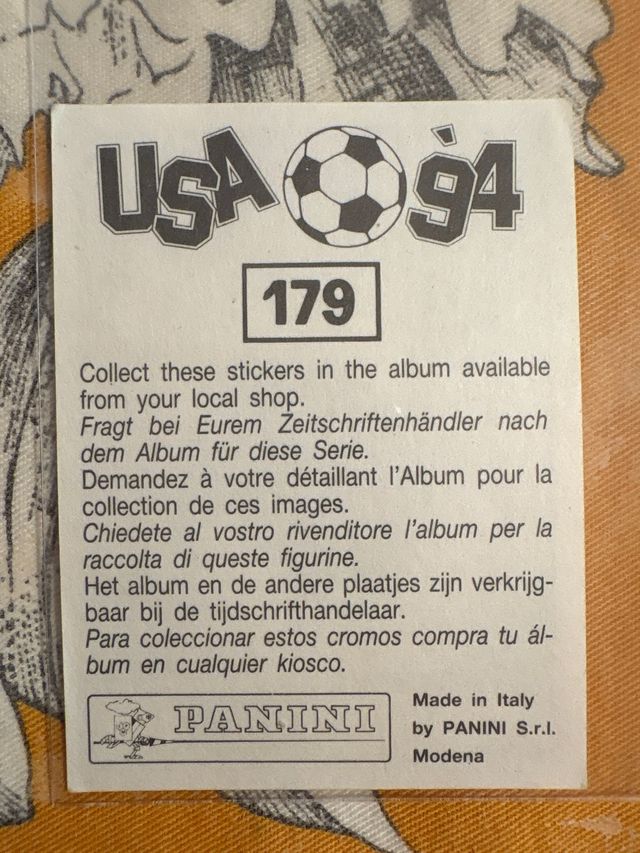 USA '94
179
Collect these stickers in the album available
from your local shop.
Fragt bei Eurem Zeitschriftenhändler nach
dem Album für diese Serie.
Demandez à votre détaillant l'Album pour la
collection de ces images.
Chiedete al vostro rivenditore l'album per la
raccolta di queste figurine.
Het album en de andere plaatjes zijn verkrijg-
baar bij de tijdschrifthandelaar.
Para coleccionar estos cromos compra tu ál-
bum en cualquier kiosco.
PANINI
Made in Italy
by PANINI S.r.l.
Modena